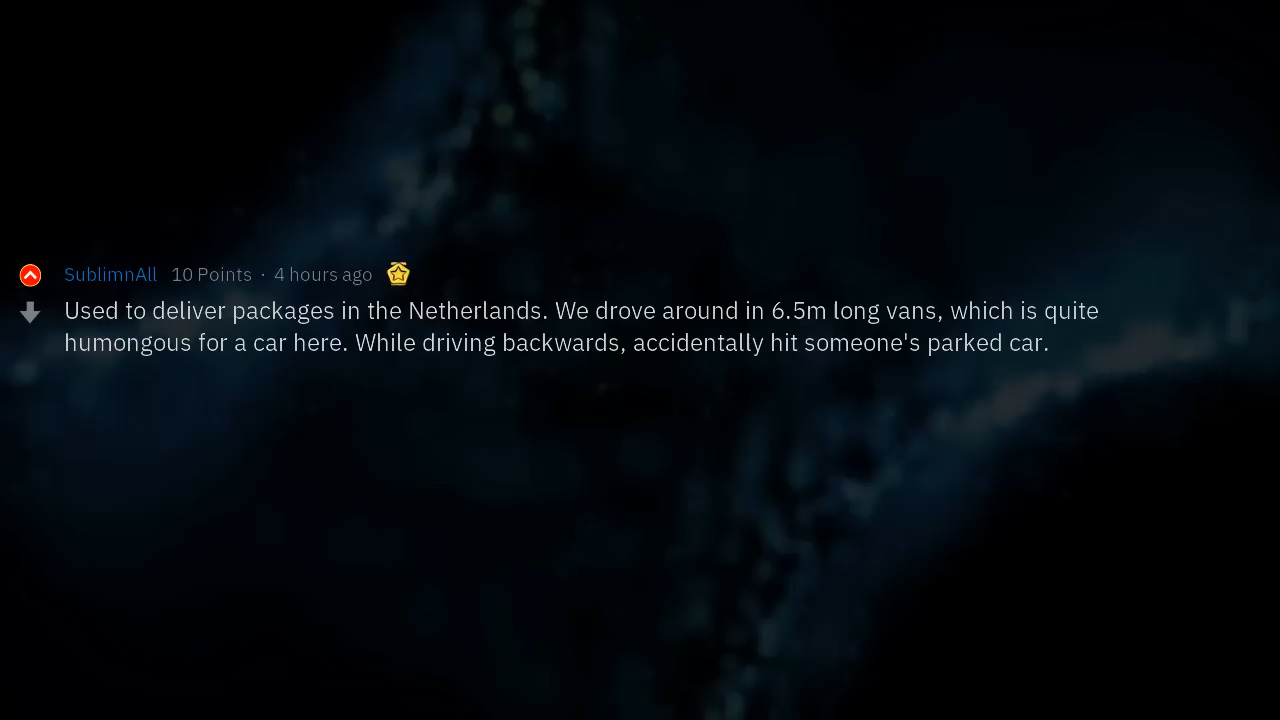 SublimnAll 10 Points · 4 hours ago
Used to deliver packages in the Netherlands. We drove around in 6.5m long vans, which is quite
humongous for a car here. While driving backwards, accidentally hit someone's parked car.